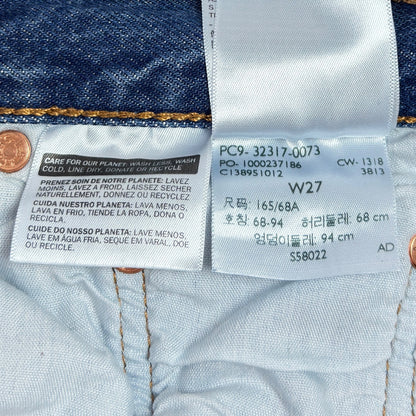 CARE FOR OUR PLANET: WASH LESS, WASH
COLD, LINE DRY, DONATE OR RECYCLE
PRENEZ SOIN DE NOTRE PLANETE: LAVEZ
MOINS, LAVEZ A FROID, LAISSEZ SECHER
NATURELLEMENT, DONNEZ OU RECYCLEZ.
CUIDA NUESTRO PLANETA: LAVA MENOS,
LAVA EN FRIO, TIENDE LA ROPA, DONA O
RECICLA.
CUIDE DO NOSSO PLANETA: LAVE MENOS,
LAVE EM ÁGUA FRIA, SEQUE EM VARAL. DOE
OU RECICLE.
PC9- 32317-0073
PO- 1000237186 CW- 1318
C1389S1012 3813
W27
尺码: 165/68A
호칭: 68-94 허리둘레: 68 cm
엉덩이둘레: 94 cm
S58022 AD